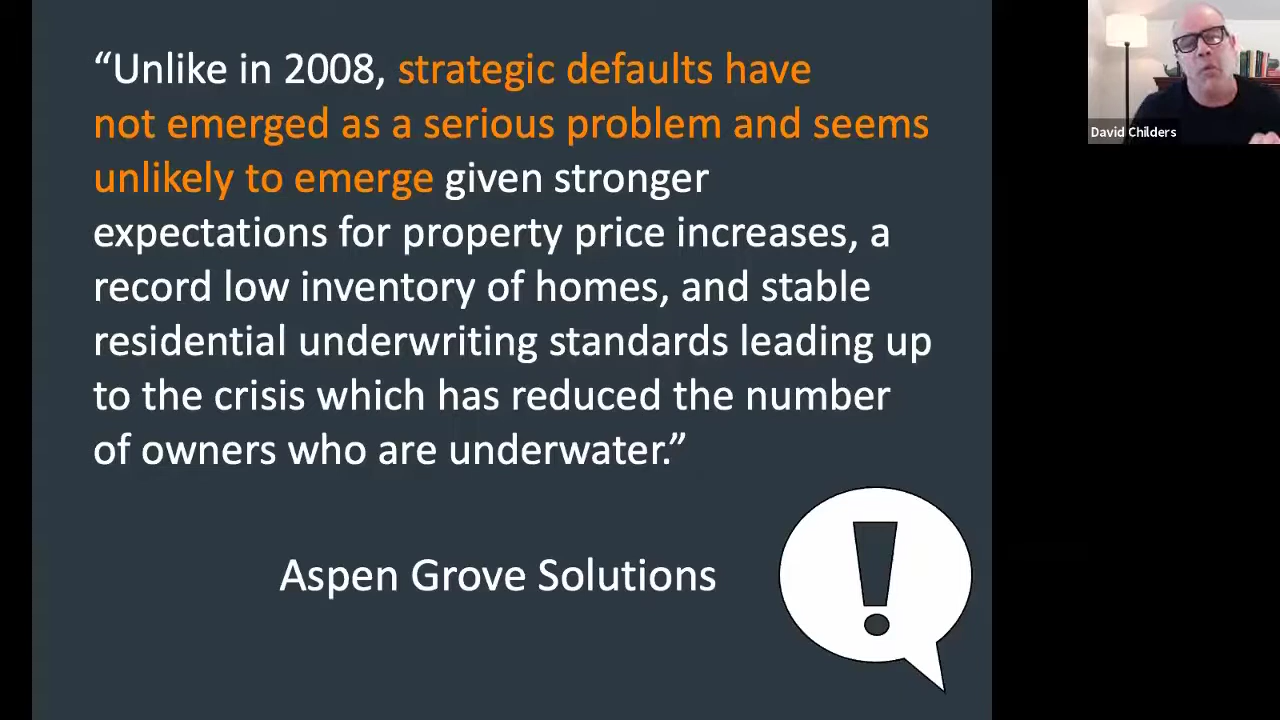 “Unlike in 2008, strategic defaults have
not emerged as a serious problem and seems
unlikely to emerge given stronger
expectations for property price increases, a
record low inventory of homes, and stable
residential underwriting standards leading up
to the crisis which has reduced the number
of owners who are underwater.”
Aspen Grove Solutions
!
David Childers